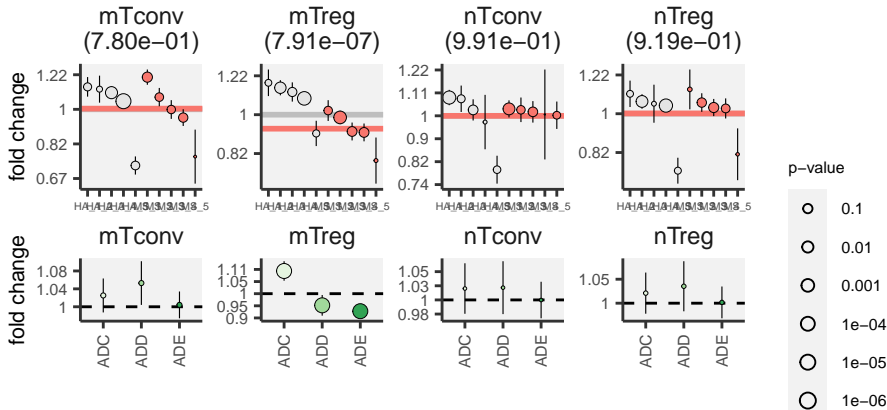 mTconv
(7.80e−01)
mTreg
(7.91e−07)
nTconv
(9.91e−01)
nTreg
(9.19e−01)
fold change
1.22
1
0.82
0.67
1.22
1
0.82
1.22
1.11
1
0.9
0.82
0.74
1.22
1
0.82
p−value
0.1
0.01
0.001
1e−04
1e−05
1e−06
mTconv
mTreg
nTconv
nTreg
fold change
1.08
1.04
1
1.11
1.05
1
0.95
0.9
1.05
1.03
1
0.98
1.05
1
ADC
ADD
ADE
ADC
ADD
ADE
ADC
ADD
ADE
ADC
ADD
ADE